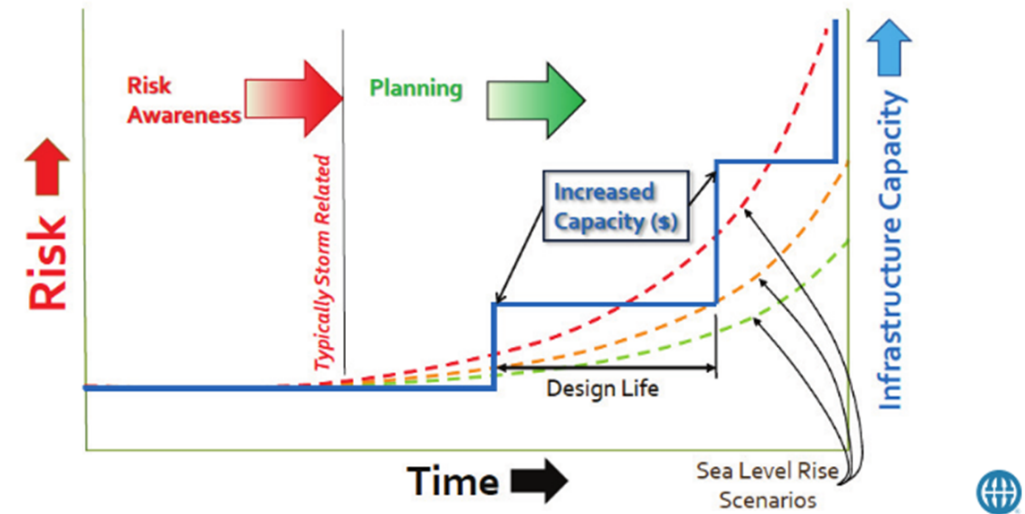 Risk
Awareness
Planning
Typically Storm Related
Increased
Capacity ($)
Design Life
Risk
Infrastructure Capacity
Time
Sea Level Rise
Scenarios